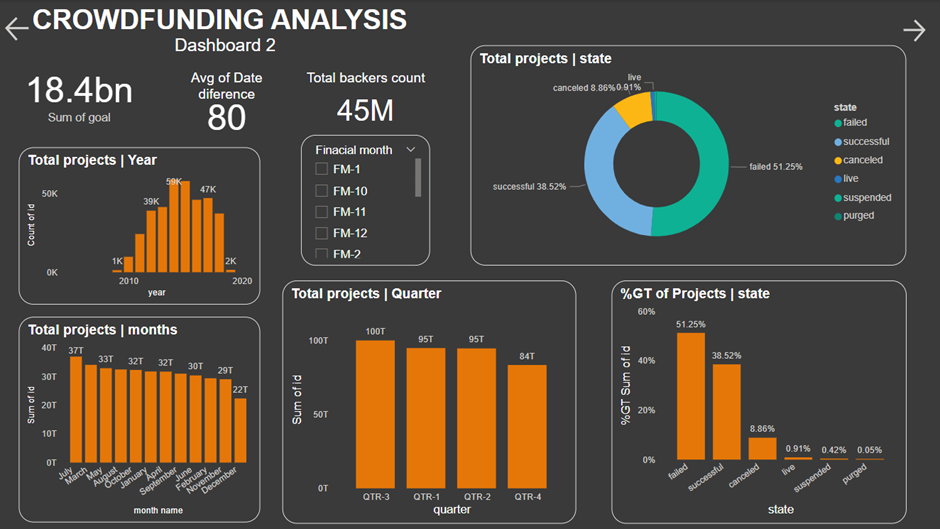 CROWDFUNDING ANALYSIS
Dashboard 2
18.4bn
Sum of goal
Avg of Date
diference
80
Total backers count
45M
Finacial month
FM-1
FM-10
FM-11
FM-12
FM-2
Total projects | state
live
canceled 8.86%
0.91%
failed 51.25%
successful 38.52%
state
failed
successful
canceled
live
suspended
purged
Total projects | Year
Count of id
50K
0K
1K
39K
59K
47K
2K
2010
2020
year
Total projects | months
Sum of id
40T
30T
20T
10T
0T
37T
33T
32T
32T
30T
29T
22T
July
March
May
August
October
January
April
September
June
February
November
December
month name
Total projects | Quarter
Sum of id
100T
50T
0T
100T
95T
95T
84T
QTR-3
QTR-1
QTR-2
QTR-4
quarter
%GT of Projects | state
%GT Sum of id
60%
40%
20%
0%
51.25%
38.52%
8.86%
0.91%
0.42%
0.05%
failed
successful
canceled
live
suspended
purged
state